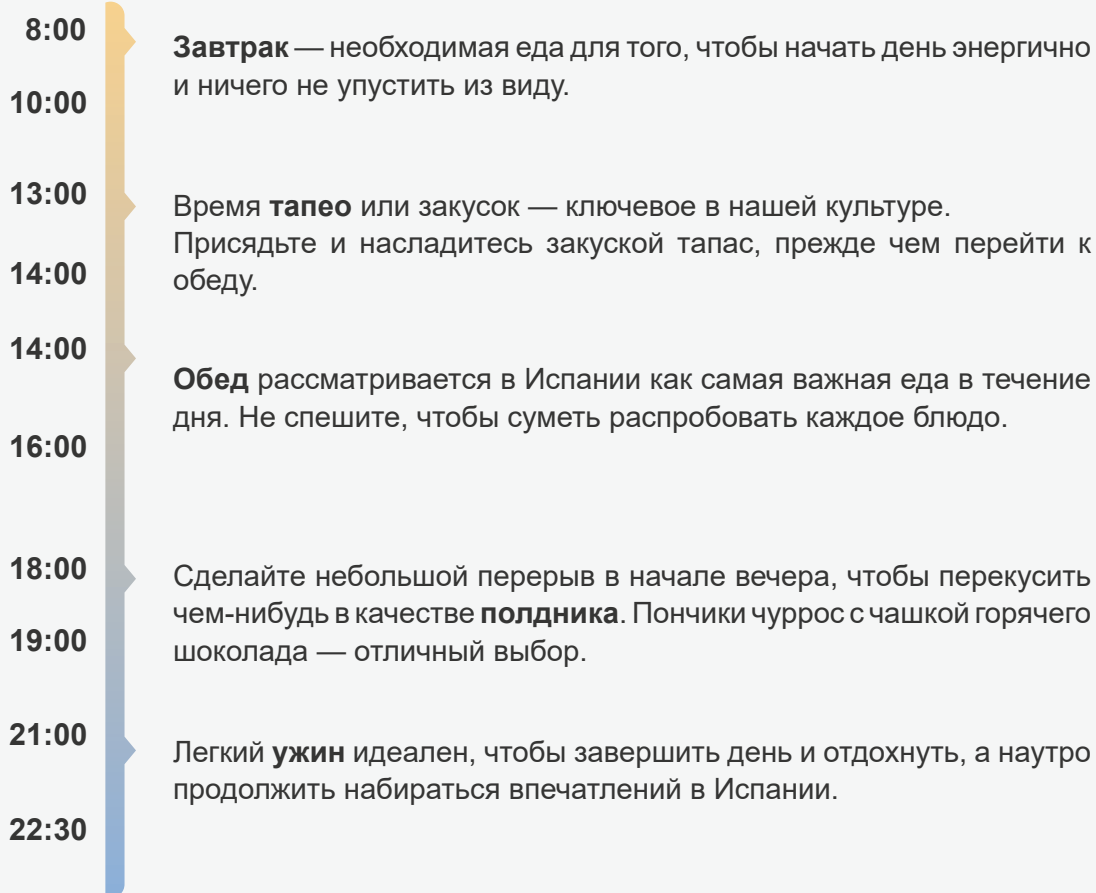 8:00
Завтрак — необходимая еда для того, чтобы начать день энергично
и ничего не упустить из виду.
10:00
13:00
Время тапео или закусок — ключевое в нашей культуре.
Присядьте и насладитесь закуской тапас, прежде чем перейти к
обеду.
14:00
14:00
Обед рассматривается в Испании как самая важная еда в течение
дня. Не спешите, чтобы суметь распробовать каждое блюдо.
16:00
18:00
Сделайте небольшой перерыв в начале вечера, чтобы перекусить
чем-нибудь в качестве полдника. Пончики чуррос с чашкой горячего
шоколада — отличный выбор.
19:00
21:00
Легкий ужин идеален, чтобы завершить день и отдохнуть, а наутро
продолжить набираться впечатлений в Испании.
22:30